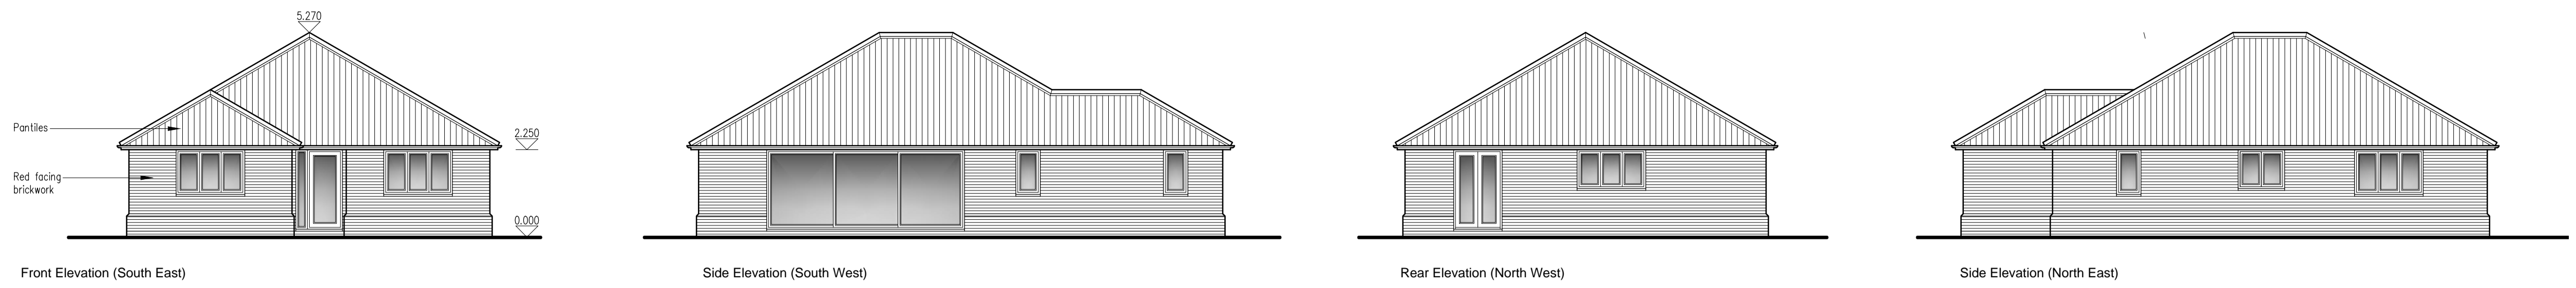 5.270
Pantiles
2.250
Red facing
brickwork
0.000
Front Elevation (South East)
Side Elevation (South West)
Rear Elevation (North West)
Side Elevation (North East)